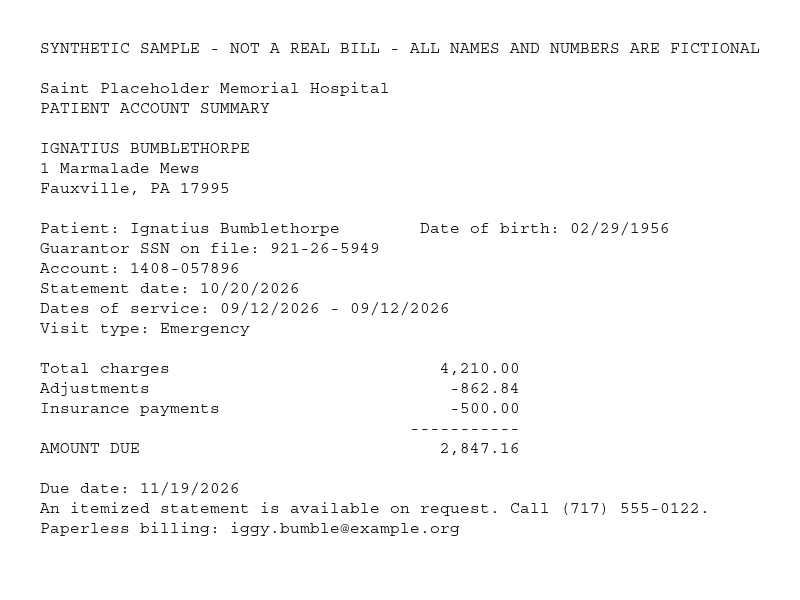 SYNTHETIC SAMPLE - NOT A REAL BILL - ALL NAMES AND NUMBERS ARE FICTIONAL
Saint Placeholder Memorial Hospital
PATIENT ACCOUNT SUMMARY
IGNATIUS BUMBLETHORPE
1 Marmalade Mews
Fauxville, PA 17995
Patient: Ignatius Bumblethorpe        Date of birth: 02/29/1956
Guarantor SSN on file: 921-26-5949
Account: 1408-057896
Statement date: 10/20/2026
Dates of service: 09/12/2026 - 09/12/2026
Visit type: Emergency
Total charges                           4,210.00
Adjustments                              -862.84
Insurance payments                       -500.00
                                     -----------
AMOUNT DUE                              2,847.16
Due date: 11/19/2026
An itemized statement is available on request. Call (717) 555-0122.
Paperless billing: iggy.bumble@example.org